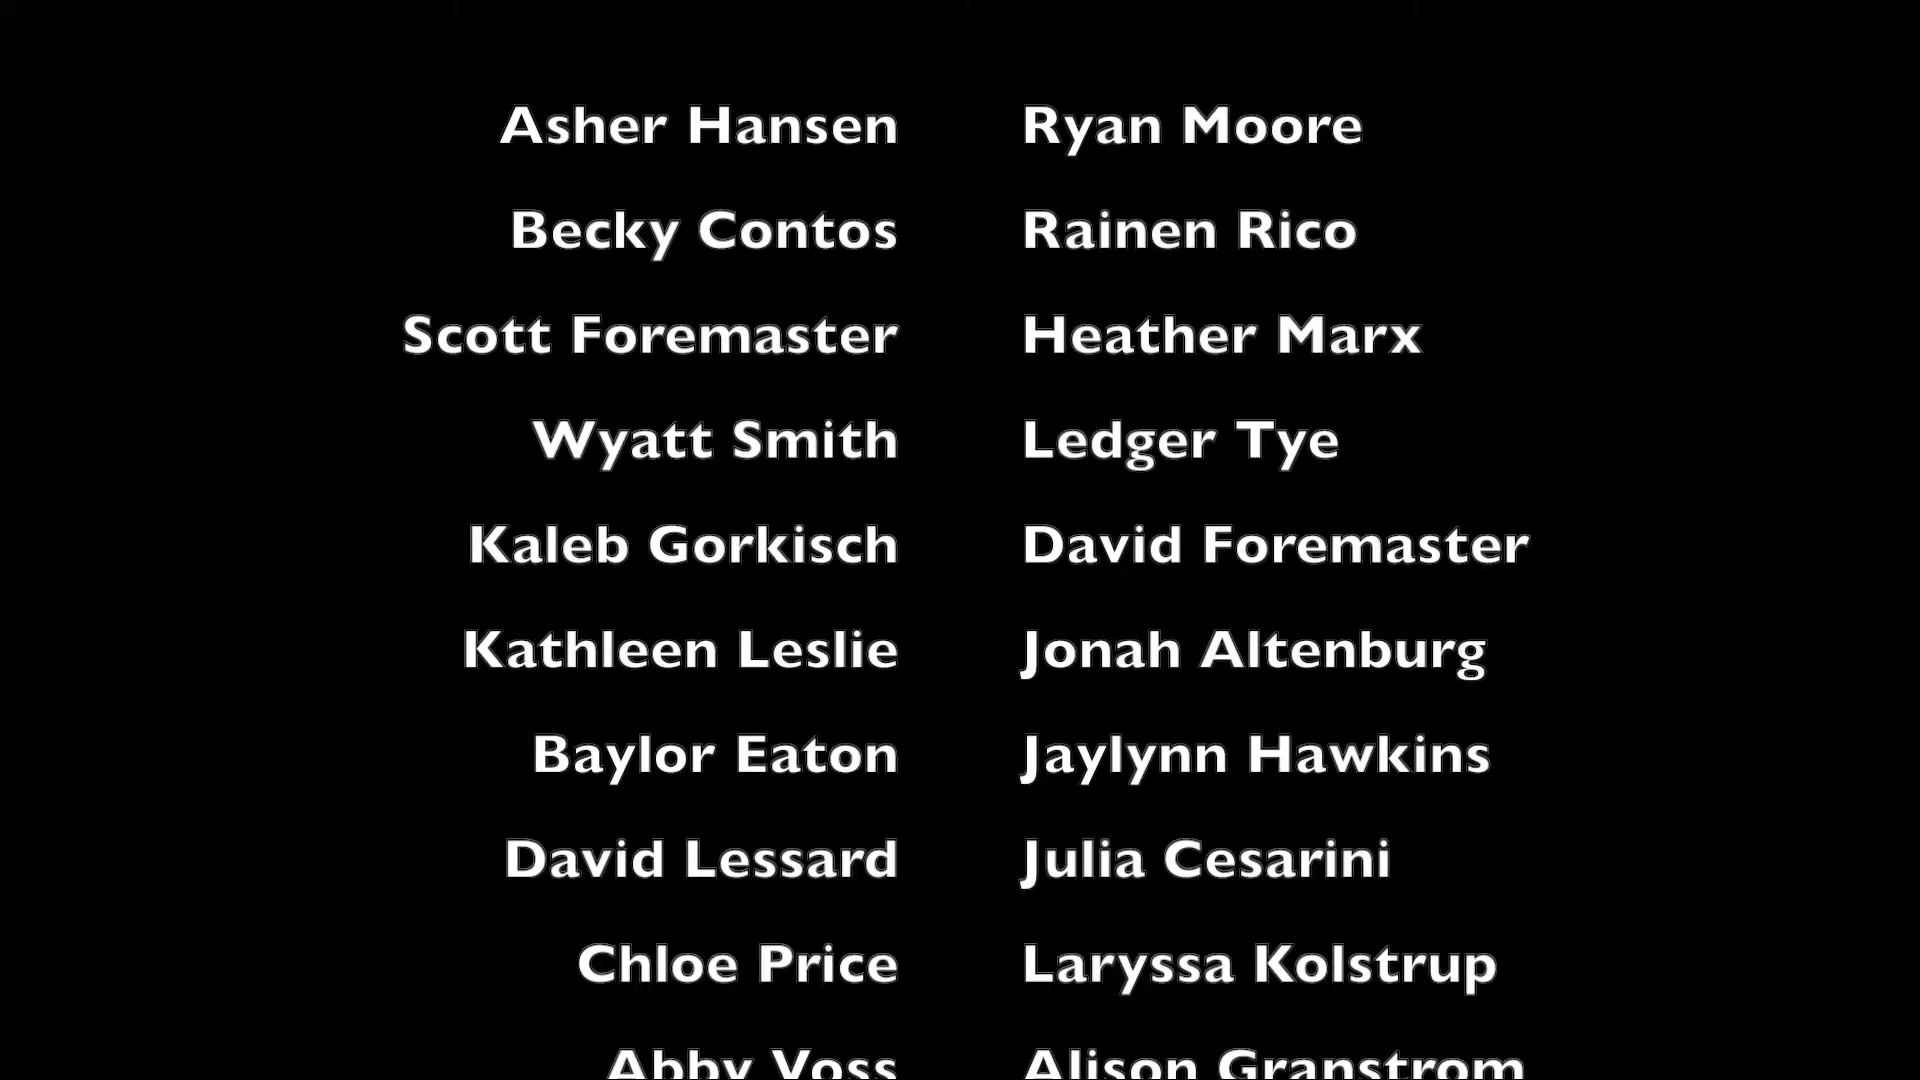 Asher Hansen Ryan Moore
Becky Contos Rainen Rico
Scott Foremaster Heather Marx
Wyatt Smith Ledger Tye
Kaleb Gorkisch David Foremaster
Kathleen Leslie Jonah Altenburg
Baylor Eaton Jaylynn Hawkins
David Lessard Julia Cesarini
Chloe Price Laryssa Kolstrup
Abby Voss Alison Granstrom